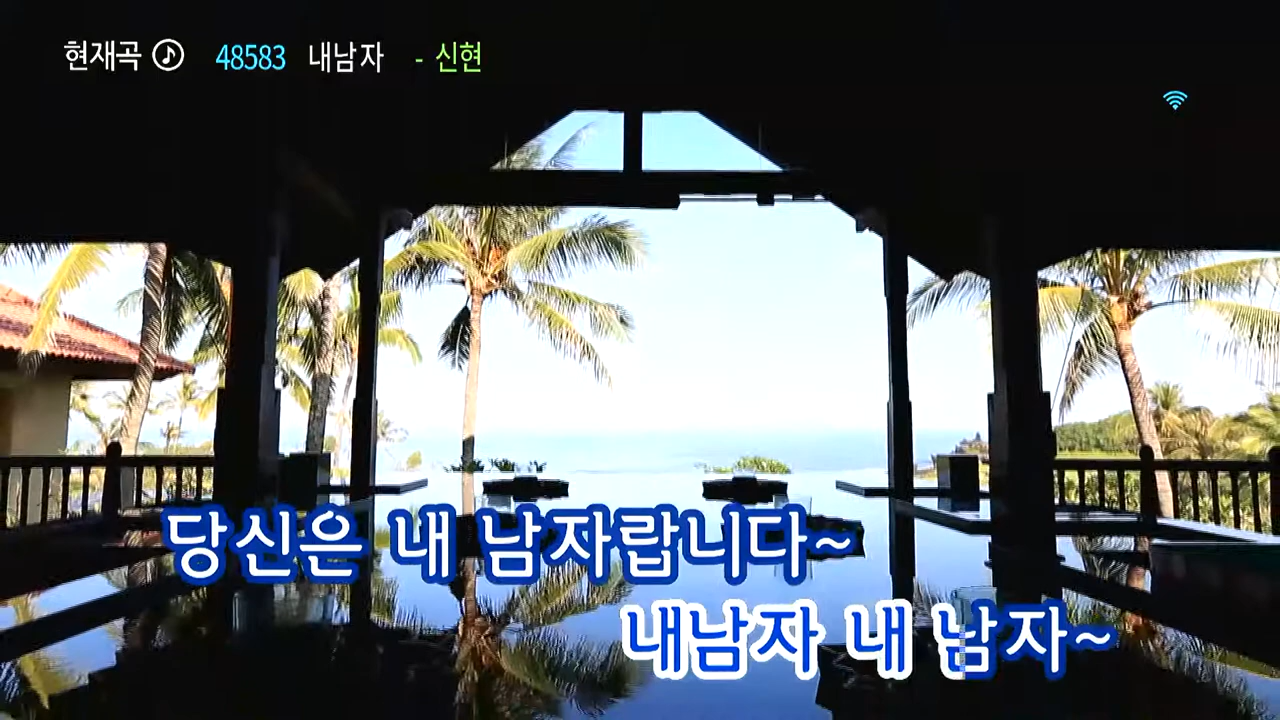 현재곡 48583 내남자 - 신현
당신은 내 남자랍니다~
내남자 내 남자~